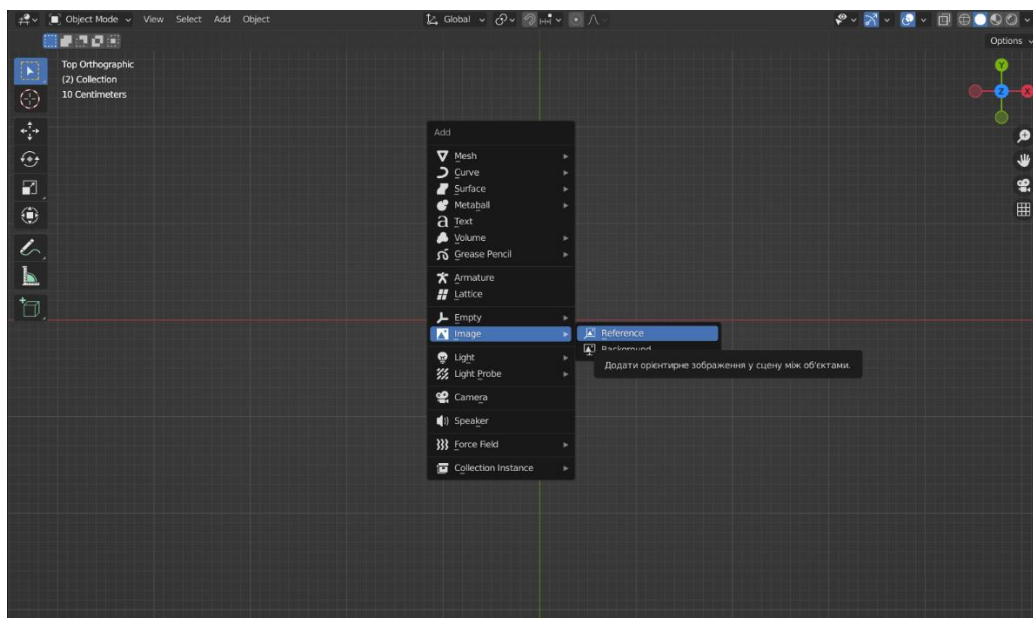 Object Mode View Select Add Object Global
Options
Top Orthographic
(2) Collection
10 Centimeters
Y
Z X
Add
Mesh
Curve
Surface
Metaball
Text
Volume
Grease Pencil
Armature
Lattice
Empty
Image
Reference
Background
Додати орієнтирне зображення у сцену між об'єктами.
Light
Light Probe
Camera
Speaker
Force Field
Collection Instance